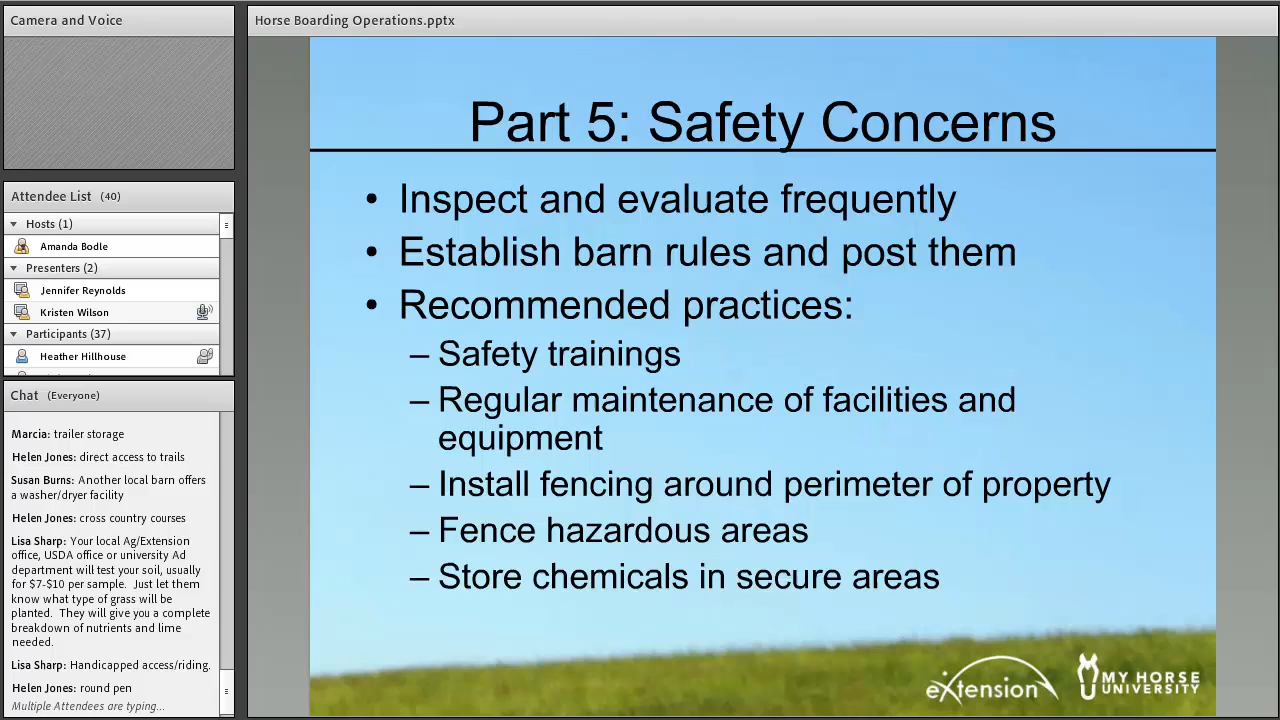 Camera and Voice
Attendee List (40)
Hosts (1)
Amanda Bodle
Presenters (2)
Jennifer Reynolds
Kristen Wilson
Participants (37)
Heather Hillhouse
Chat (Everyone)
Marcia: trailer storage
Helen Jones: direct access to trails
Susan Burns: Another local barn offers
a washer/dryer facility
Helen Jones: cross country courses
Lisa Sharp: Your local Ag/Extension
office, USDA office or university Ad
department will test your soil, usually
for $7-$10 per sample. Just let them
know what type of grass will be
planted. They will give you a complete
breakdown of nutrients and lime
needed.
Lisa Sharp: Handicapped access/riding.
Helen Jones: round pen
Multiple Attendees are typing...
Horse Boarding Operations.pptx
Part 5: Safety Concerns
• Inspect and evaluate frequently
• Establish barn rules and post them
• Recommended practices:
– Safety trainings
– Regular maintenance of facilities and
equipment
– Install fencing around perimeter of property
– Fence hazardous areas
– Store chemicals in secure areas
eXtension
MY HORSE
UNIVERSITY